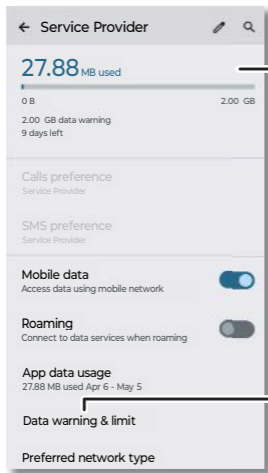 Service Provider
27.88 MB used
0 B 2.00 GB
2.00 GB data warning
9 days left
Calls preference
Service Provider
SMS preference
Service Provider
Mobile data
Access data using mobile network
Roaming
Connect to data services when roaming
App data usage
27.88 MB used Apr 6 - May 5
Data warning & limit
Preferred network type